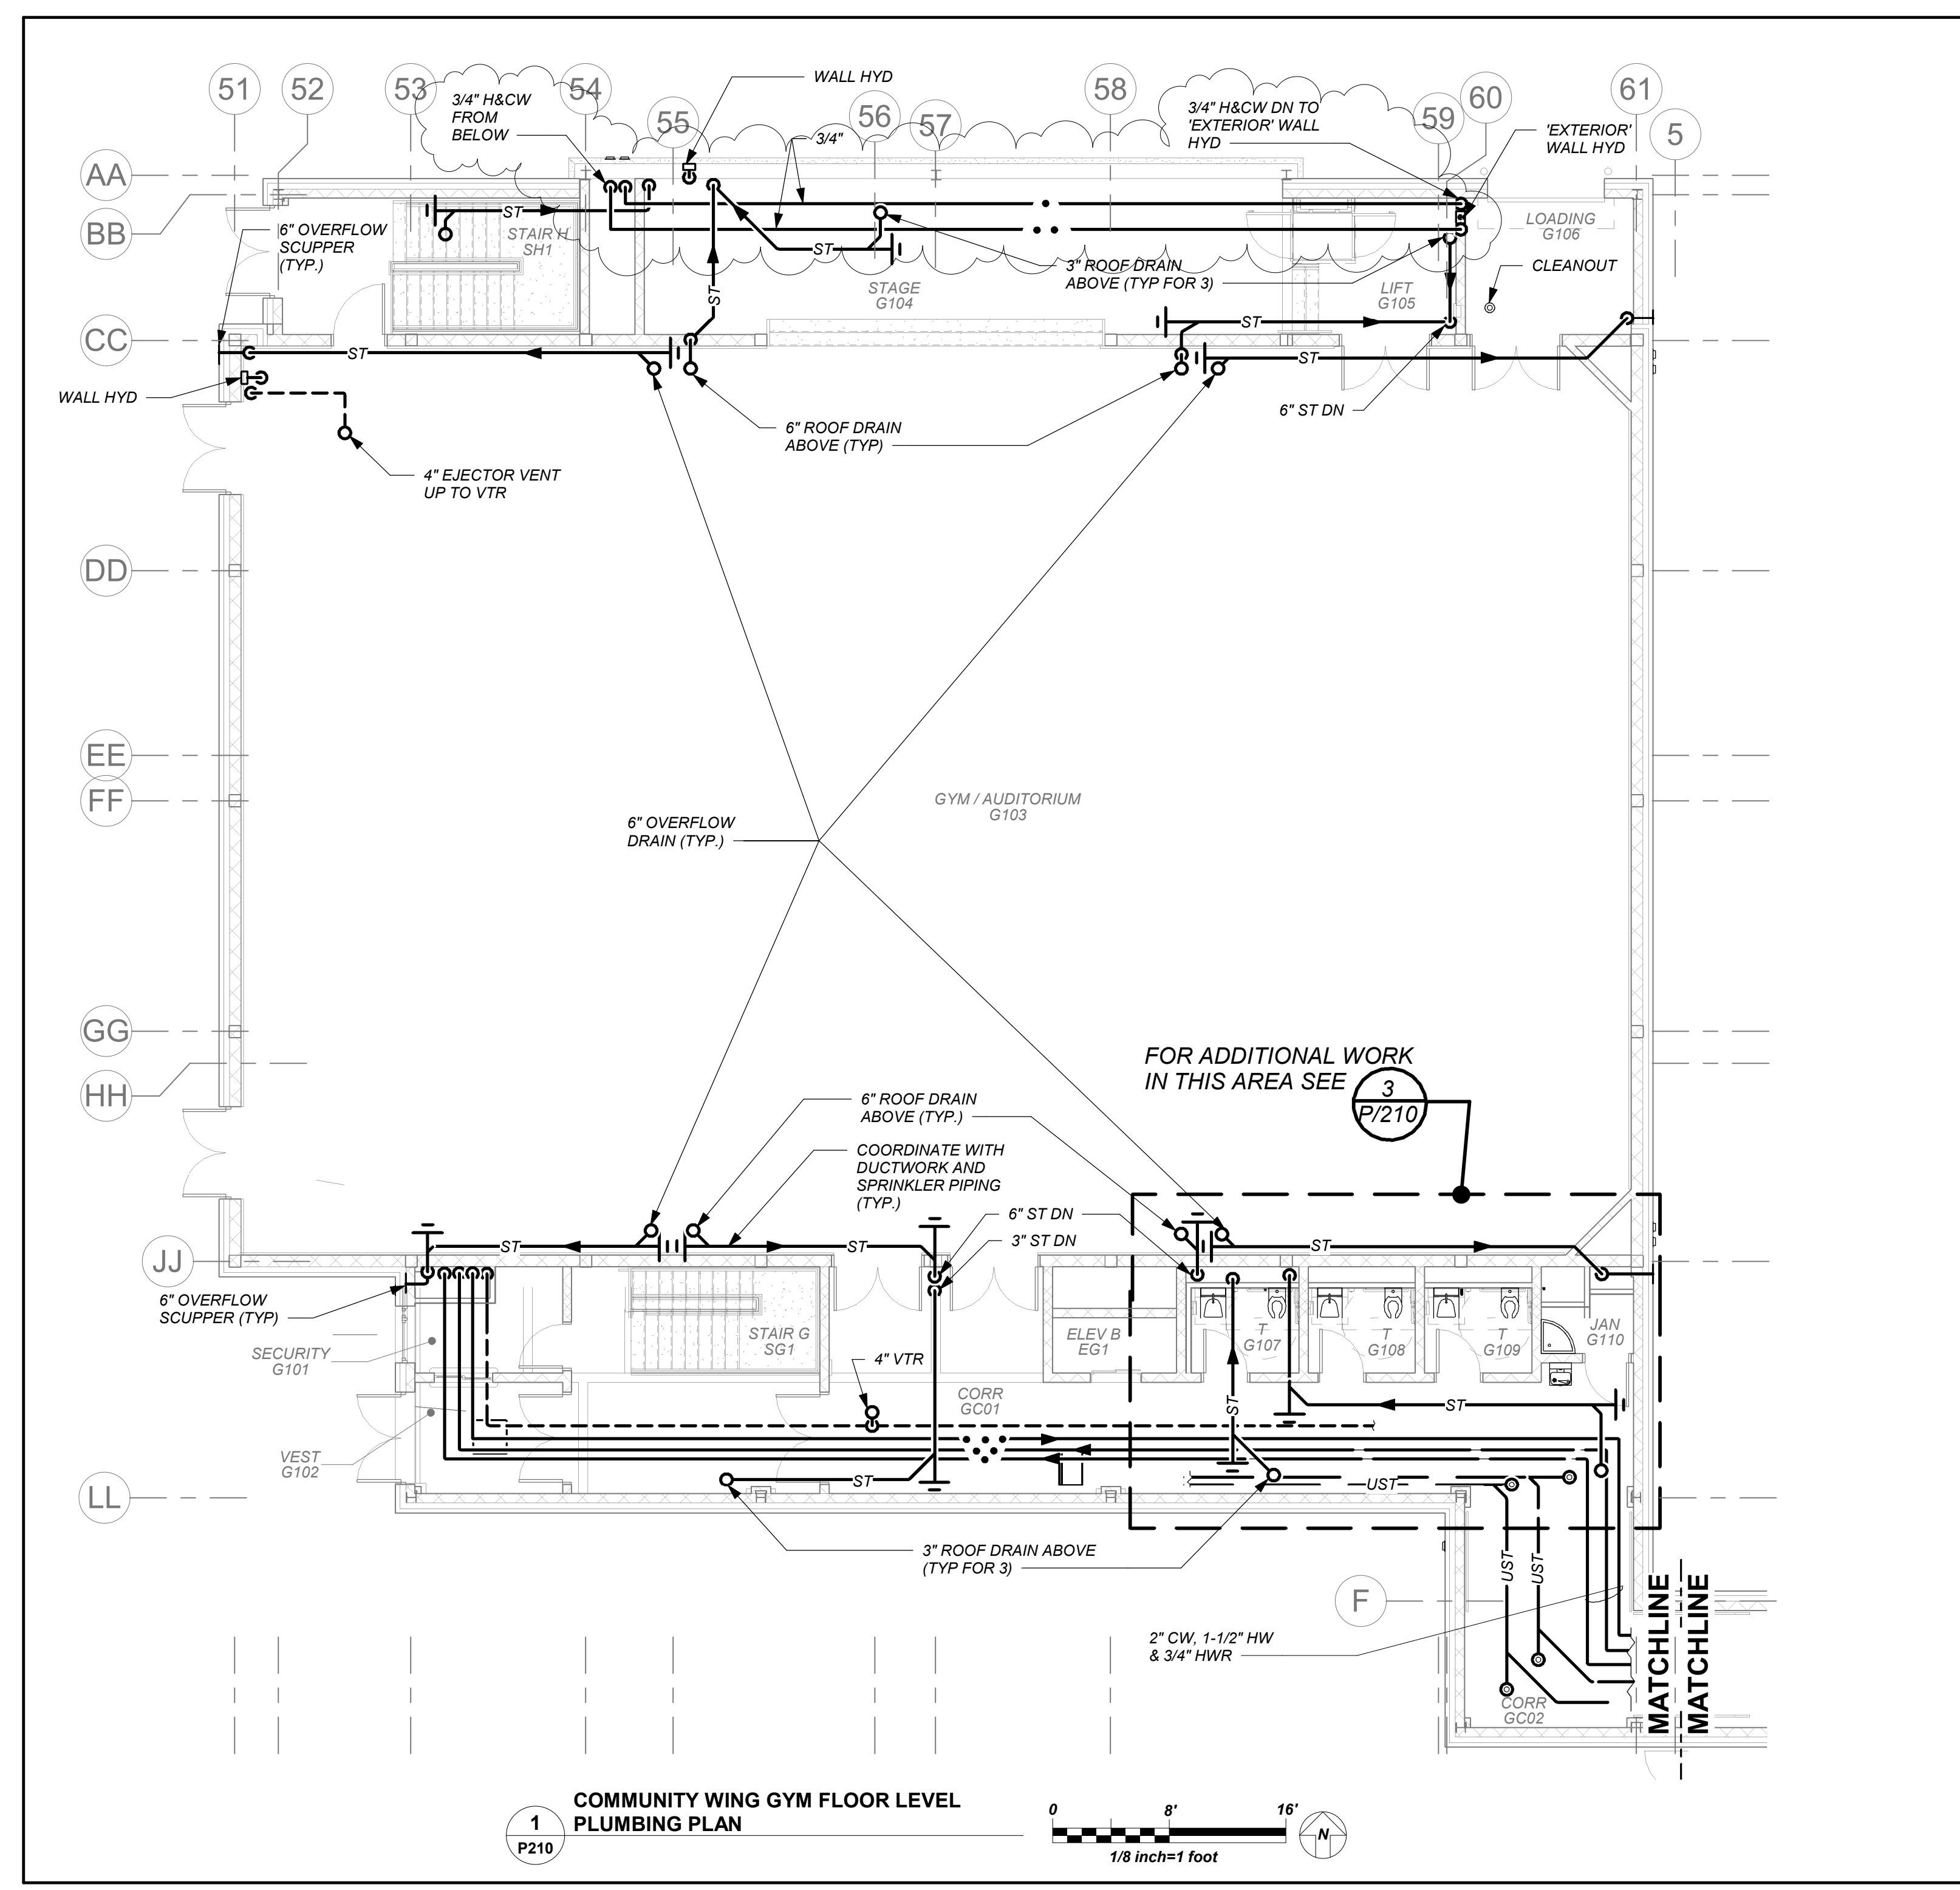 51
52
53
54
55
56
57
58
59
60
61
5
AA
BB
CC
DD
EE
FF
GG
HH
JJ
LL
F
3/4" H&CW
FROM
BELOW
WALL HYD
3/4"
3/4" H&CW DN TO
'EXTERIOR' WALL
HYD
'EXTERIOR'
WALL HYD
6" OVERFLOW
SCUPPER
(TYP.)
ST
STAIR H
SH1
ST
ST
LOADING
G106
CLEANOUT
3" ROOF DRAIN
ABOVE (TYP FOR 3)
STAGE
G104
LIFT
G105
ST
ST
ST
WALL HYD
6" ROOF DRAIN
ABOVE (TYP)
6" ST DN
4" EJECTOR VENT
UP TO VTR
GYM / AUDITORIUM
G103
6" OVERFLOW
DRAIN (TYP.)
FOR ADDITIONAL WORK
IN THIS AREA SEE
3
P/210
6" ROOF DRAIN
ABOVE (TYP.)
COORDINATE WITH
DUCTWORK AND
SPRINKLER PIPING
(TYP.)
6" ST DN
3" ST DN
ST
ST
ST
6" OVERFLOW
SCUPPER (TYP)
SECURITY
G101
VEST
G102
STAIR G
SG1
4" VTR
CORR
GC01
ELEV B
EG1
T
G107
T
G108
T
G109
JAN
G110
ST
ST
ST
UST
3" ROOF DRAIN ABOVE
(TYP FOR 3)
UST
UST
2" CW, 1-1/2" HW
& 3/4" HWR
CORR
GC02
MATCHLINE
MATCHLINE
1
P210
COMMUNITY WING GYM FLOOR LEVEL
PLUMBING PLAN
0
8'
16'
1/8 inch=1 foot
N